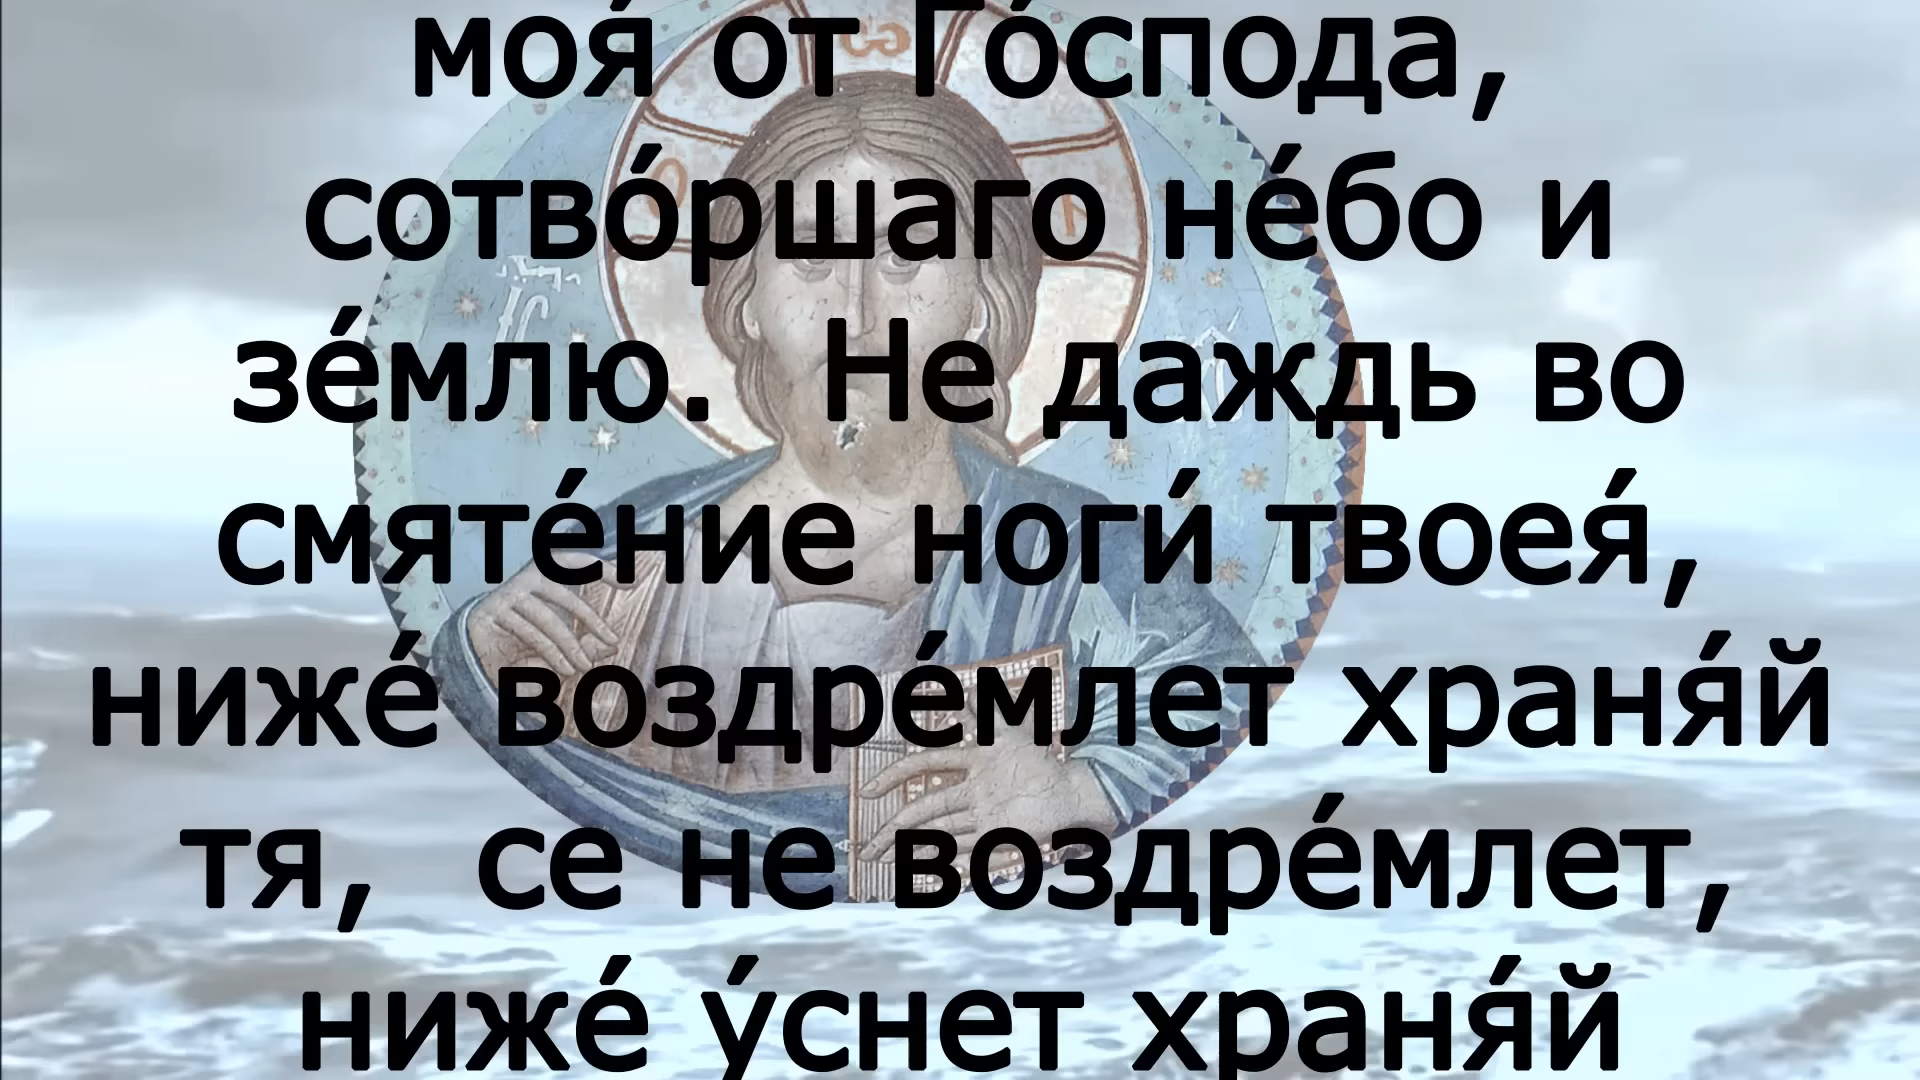 моя́ от Го́спода,
сотво́ршаго не́бо и
зе́млю.  Не даждь во
смяте́ние ноги́ твоея́,
ниже́ воздре́млет храня́й
тя,  се не воздре́млет,
ниже́ у́снет храня́й